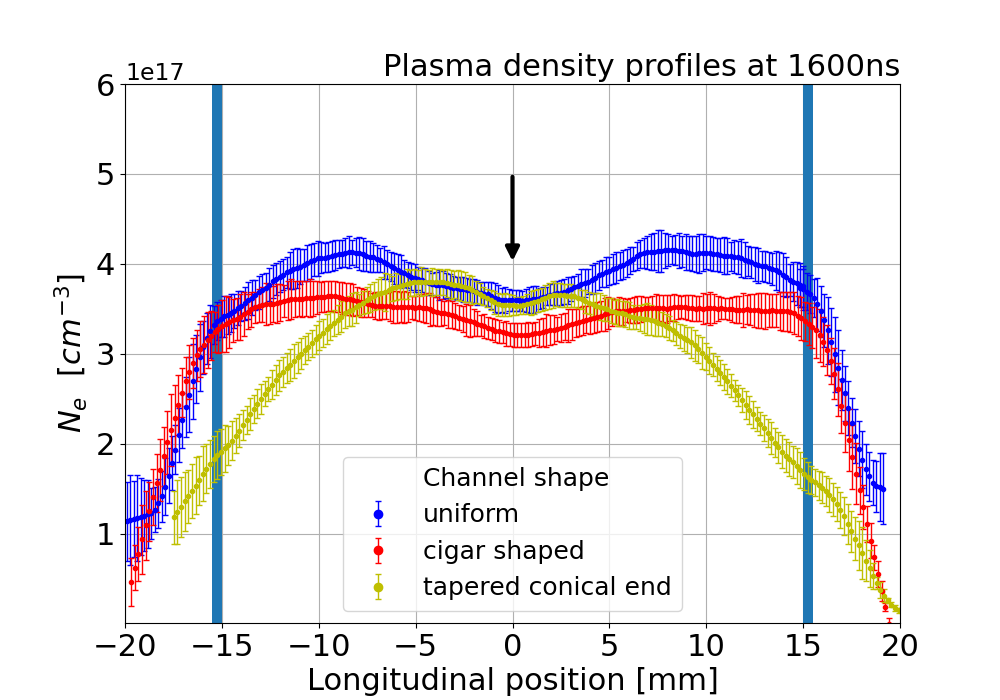 Plasma density profiles at 1600ns
1e17
6
5
4
3
2
1
N_e [cm^{-3}]
Channel shape
uniform
cigar shaped
tapered conical end
−20 −15 −10 −5 0 5 10 15 20
Longitudinal position [mm]